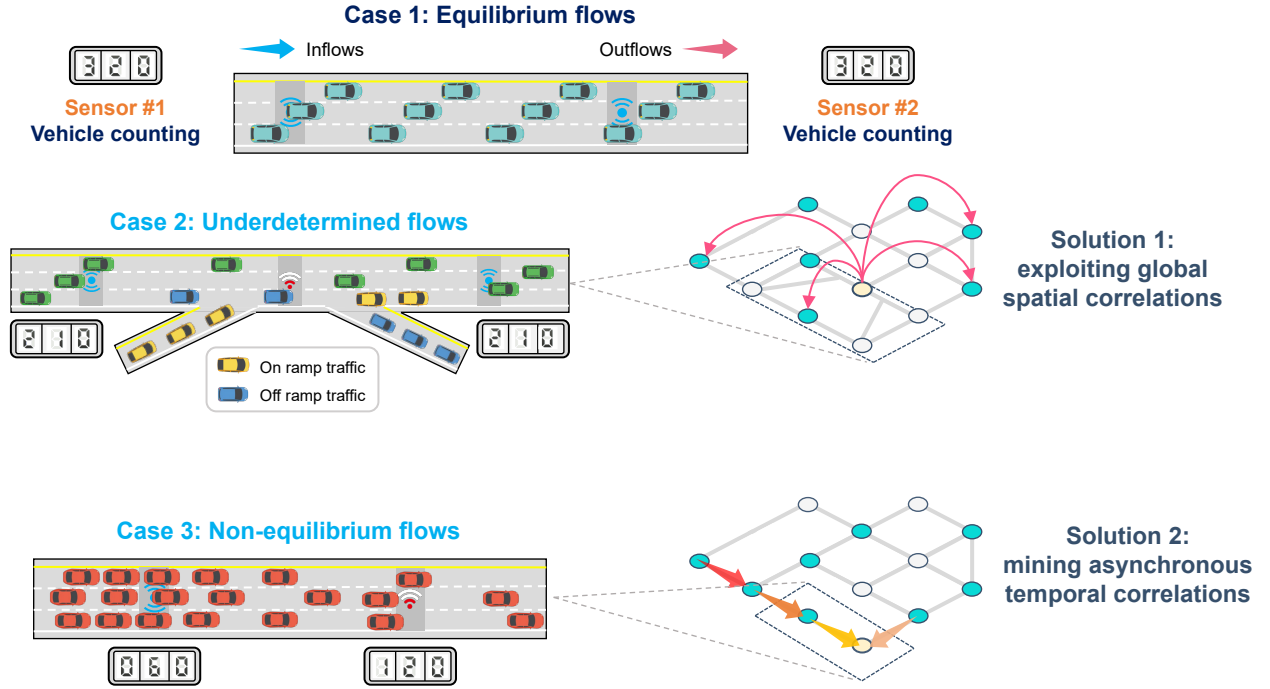 Case 1: Equilibrium flows
Inflows
Outflows
320
320
Sensor #1
Vehicle counting
Sensor #2
Vehicle counting
Case 2: Underdetermined flows
210
210
On ramp traffic
Off ramp traffic
Solution 1:
exploiting global
spatial correlations
Case 3: Non-equilibrium flows
060
120
Solution 2:
mining asynchronous
temporal correlations